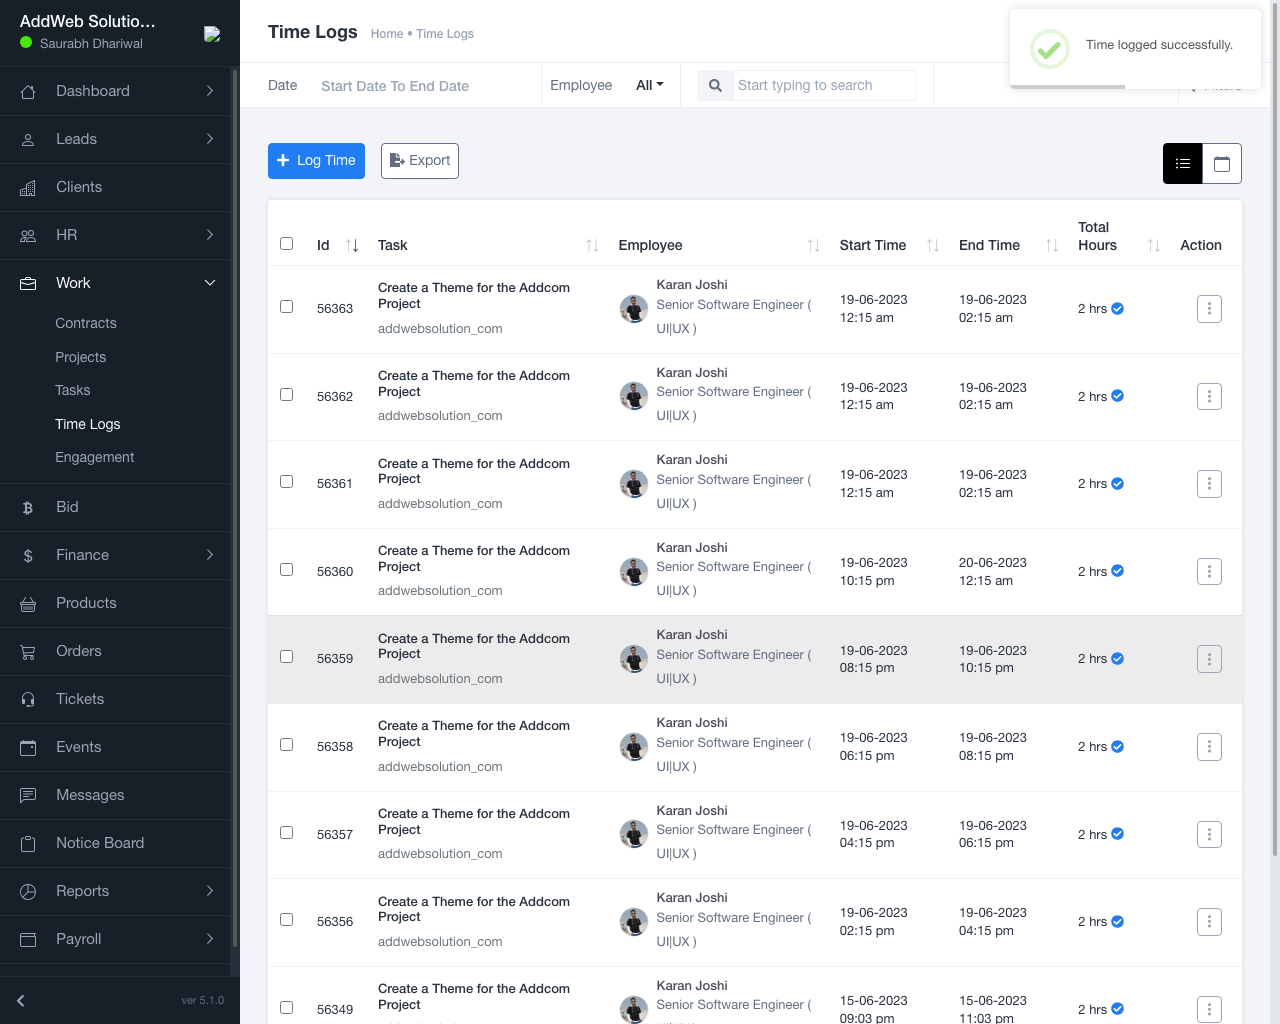 AddWeb Solutio...
Saurabh Dhariwal
Dashboard
Leads
Clients
HR
Work
Contracts
Projects
Tasks
Time Logs
Engagement
Bid
Finance
Products
Orders
Tickets
Events
Messages
Notice Board
Reports
Payroll
ver 5.1.0
Time Logs Home • Time Logs
Time logged successfully.
Date Start Date To End Date Employee All Start typing to search
Log Time Export
Id Task Employee Start Time End Time Total Hours Action
56363 Create a Theme for the Addcom Project addwebsolution_com Karan Joshi Senior Software Engineer ( UI|UX ) 19-06-2023 12:15 am 19-06-2023 02:15 am 2 hrs
56362 Create a Theme for the Addcom Project addwebsolution_com Karan Joshi Senior Software Engineer ( UI|UX ) 19-06-2023 12:15 am 19-06-2023 02:15 am 2 hrs
56361 Create a Theme for the Addcom Project addwebsolution_com Karan Joshi Senior Software Engineer ( UI|UX ) 19-06-2023 12:15 am 19-06-2023 02:15 am 2 hrs
56360 Create a Theme for the Addcom Project addwebsolution_com Karan Joshi Senior Software Engineer ( UI|UX ) 19-06-2023 10:15 pm 20-06-2023 12:15 am 2 hrs
56359 Create a Theme for the Addcom Project addwebsolution_com Karan Joshi Senior Software Engineer ( UI|UX ) 19-06-2023 08:15 pm 19-06-2023 10:15 pm 2 hrs
56358 Create a Theme for the Addcom Project addwebsolution_com Karan Joshi Senior Software Engineer ( UI|UX ) 19-06-2023 06:15 pm 19-06-2023 08:15 pm 2 hrs
56357 Create a Theme for the Addcom Project addwebsolution_com Karan Joshi Senior Software Engineer ( UI|UX ) 19-06-2023 04:15 pm 19-06-2023 06:15 pm 2 hrs
56356 Create a Theme for the Addcom Project addwebsolution_com Karan Joshi Senior Software Engineer ( UI|UX ) 19-06-2023 02:15 pm 19-06-2023 04:15 pm 2 hrs
56349 Create a Theme for the Addcom Project Karan Joshi Senior Software Engineer ( 15-06-2023 09:03 pm 15-06-2023 11:03 pm 2 hrs